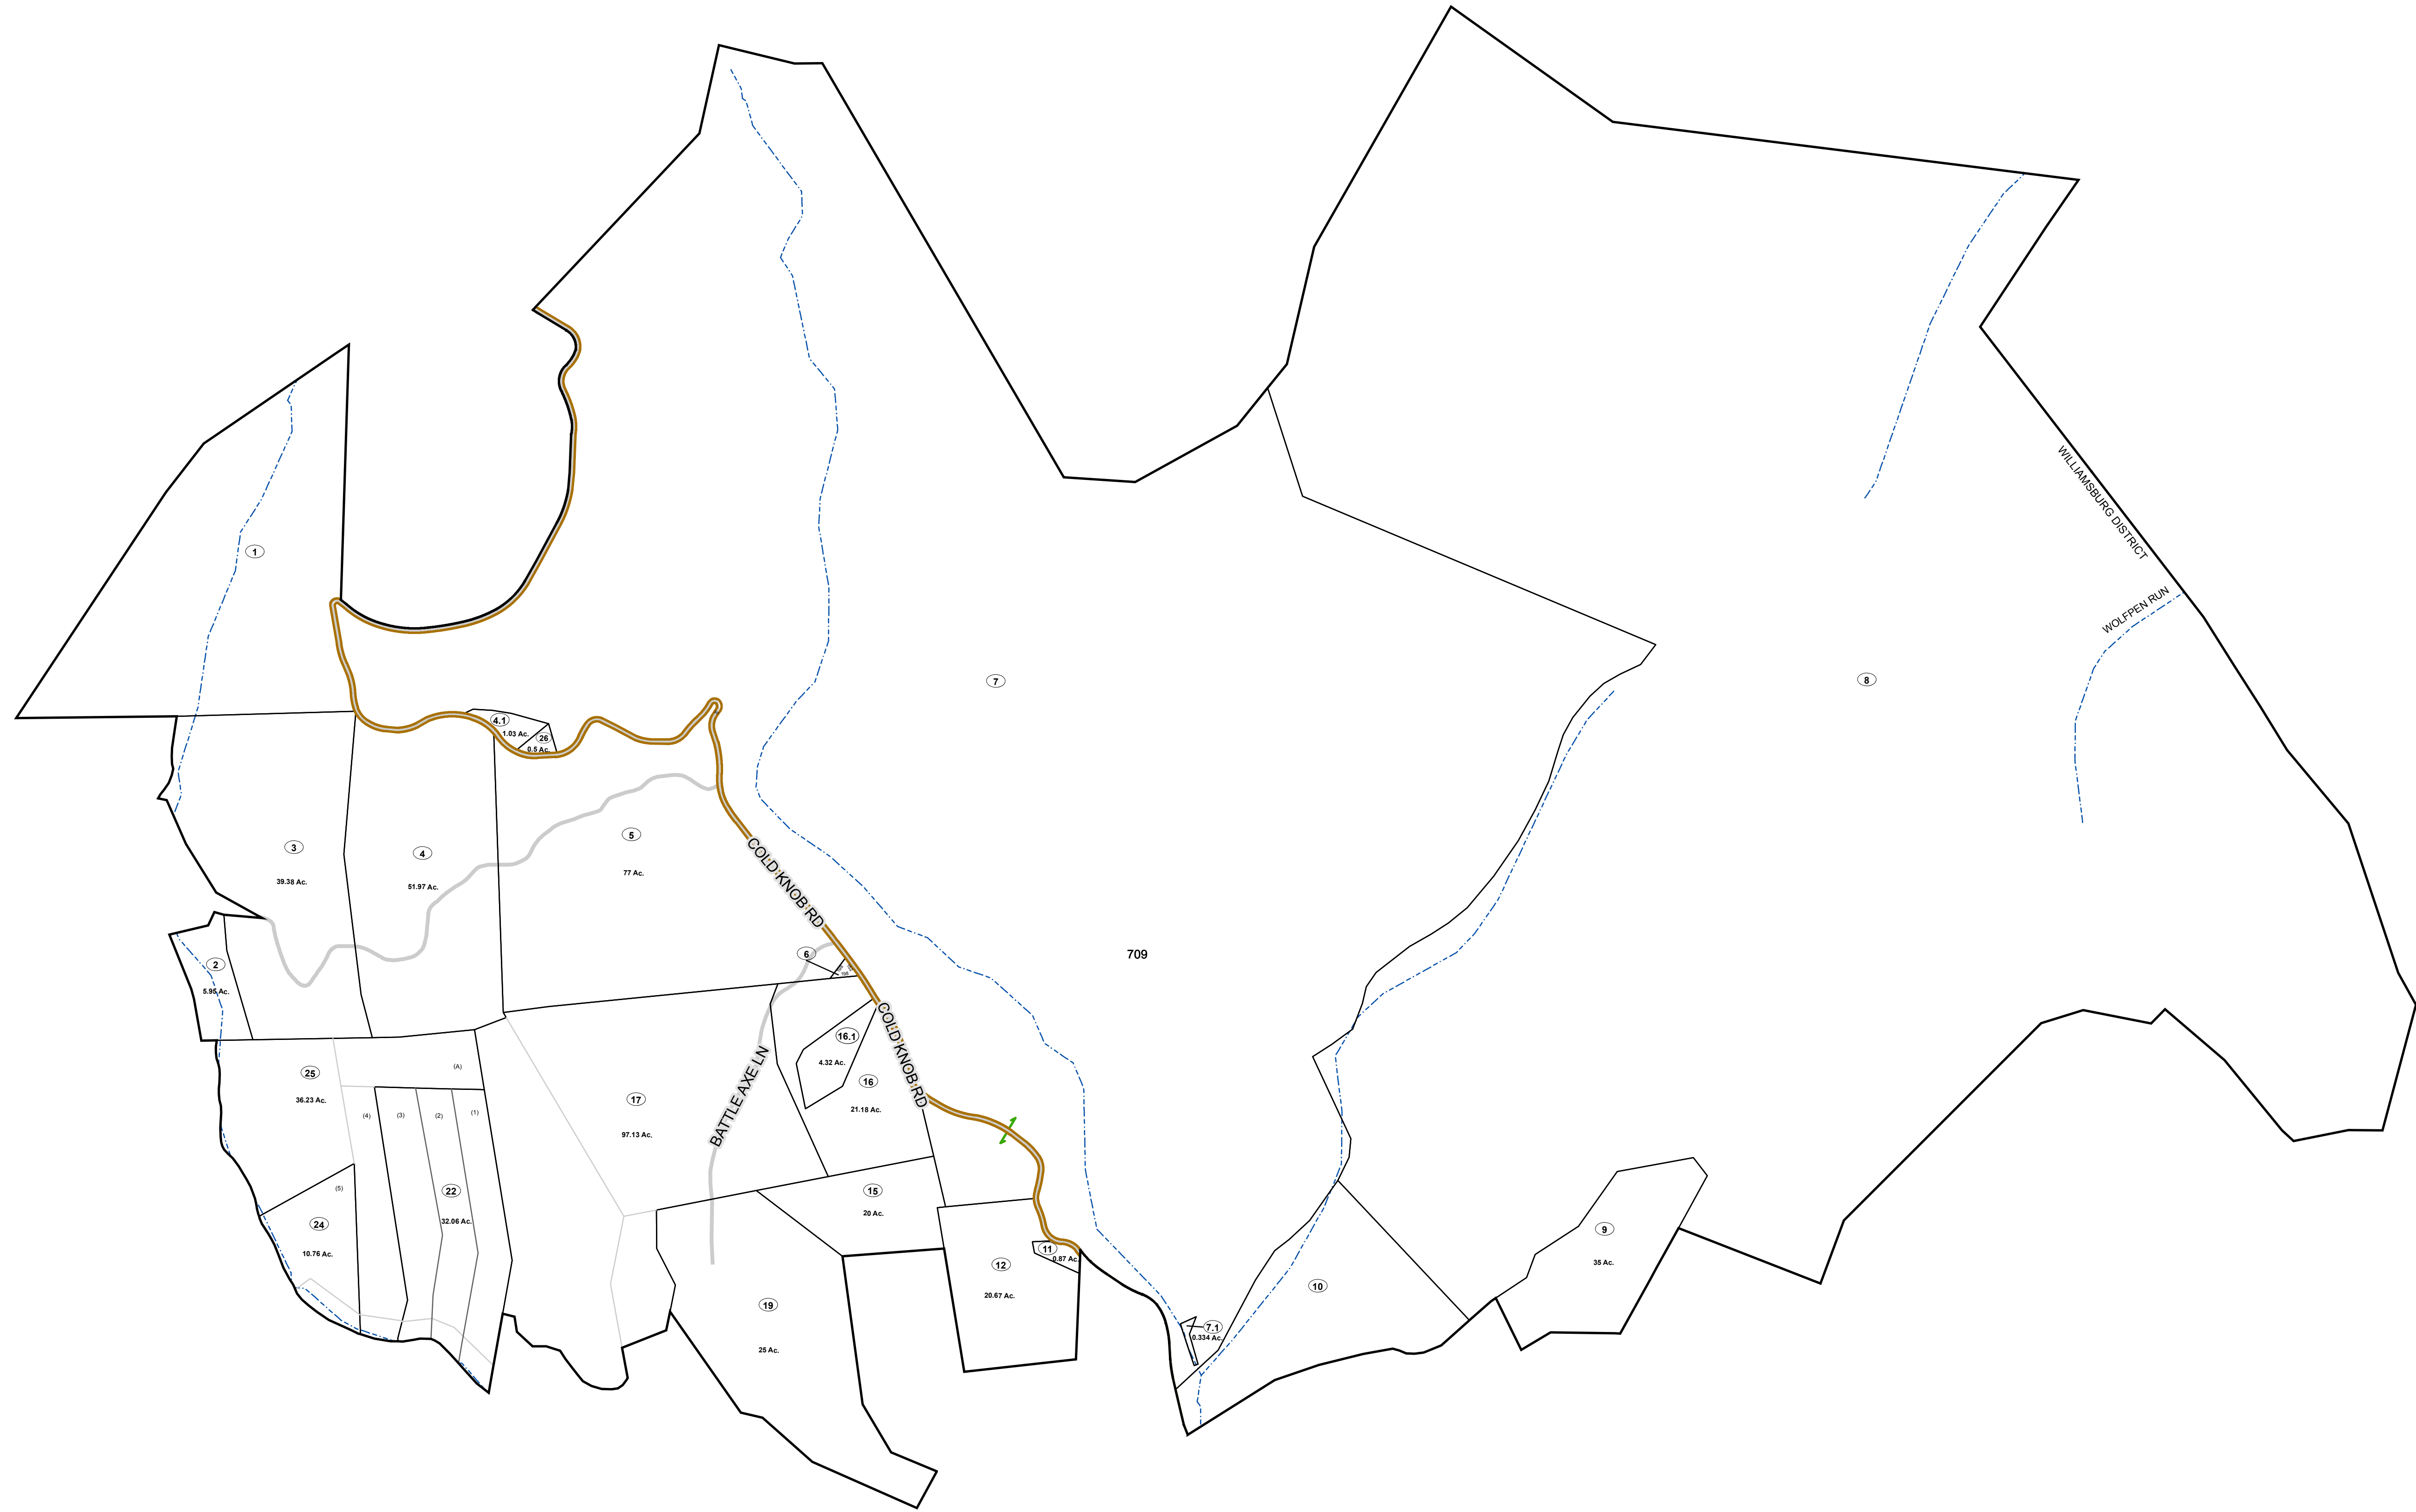 1
WILLIAMSBURG DISTRICT
WOLFPEN RUN
7
8
4.1
1.03 Ac.
26
0.5 Ac.
3
39.38 Ac.
4
51.97 Ac.
5
77 Ac.
COLD KNOB RD
6
198
709
2
5.95 Ac.
COLD KNOB RD
16.1
4.32 Ac.
16
21.18 Ac.
BATTLE AXE LN
25
36.23 Ac.
(A)
(4)
(3)
(2)
(1)
17
97.13 Ac.
(5)
22
32.06 Ac.
24
10.76 Ac.
15
20 Ac.
11
0.87 Ac.
12
20.67 Ac.
9
35 Ac.
10
19
25 Ac.
7.1
0.334 Ac.